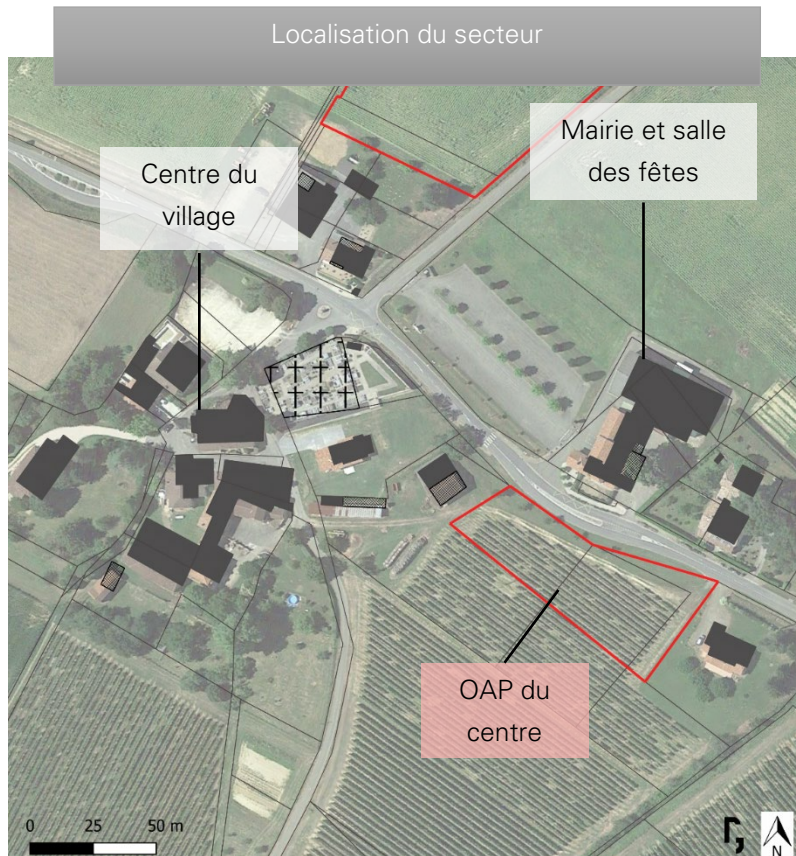 Localisation du secteur
Mairie et salle
des fêtes
Centre du
village
OAP du
centre
0 25 50 m
N